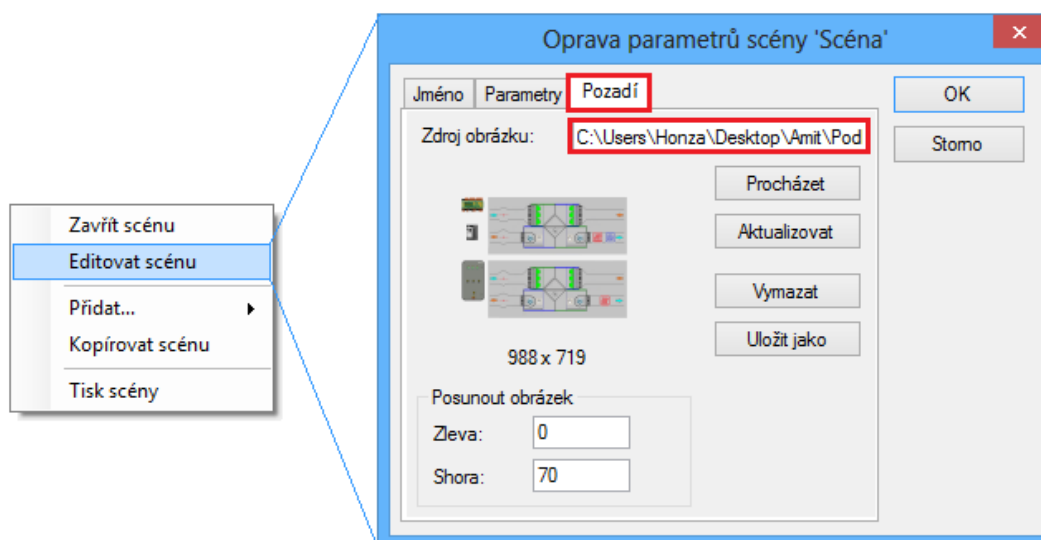 Zavřít scénu
Editovat scénu
Přidat...
Kopírovat scénu
Tisk scény
Oprava parametrů scény 'Scéna'
Jméno Parametry Pozadí
Zdroj obrázku: C:\Users\Honza\Desktop\Amit\Pod
988 x 719
Posunout obrázek
Zleva: 0
Shora: 70
Procházet
Aktualizovat
Vymazat
Uložit jako
OK
Storno